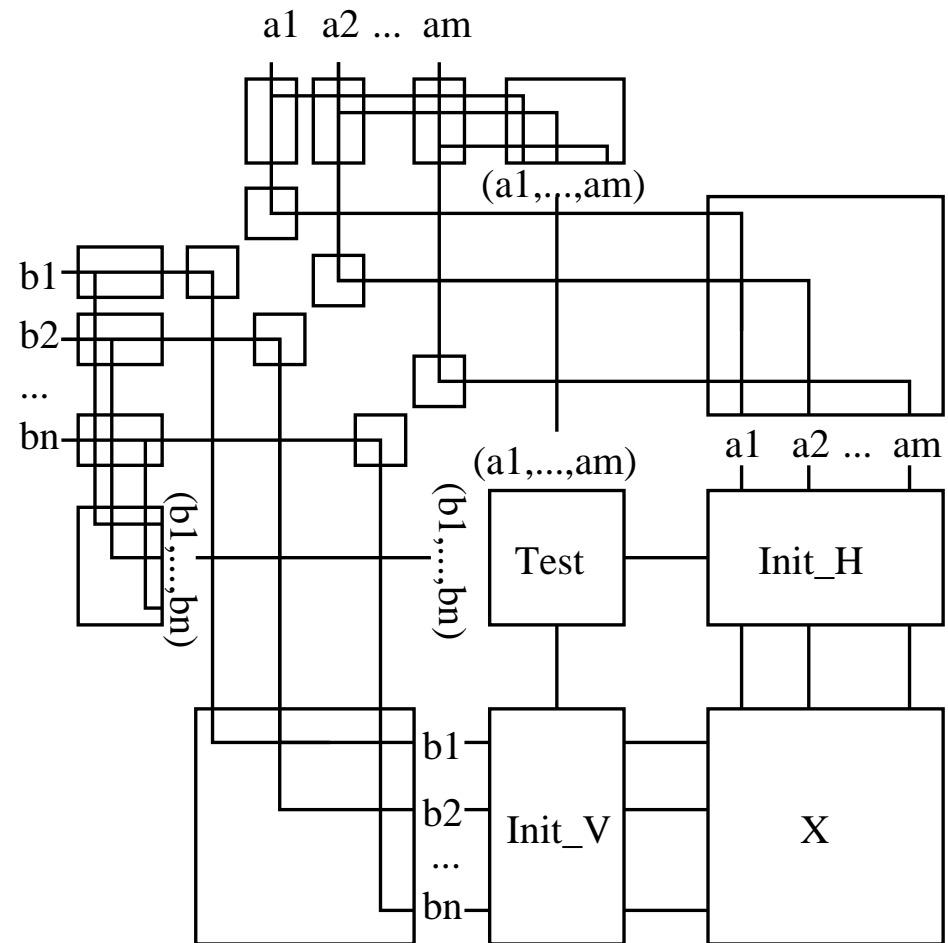 a1 a2 ... am
(a1,...,am)
b1
b2
...
bn
a1 a2 ... am
(a1,...,am)
(b1,...,bn)
(b1,...,bn)
Test
Init_H
b1
b2
...
bn
Init_V
X